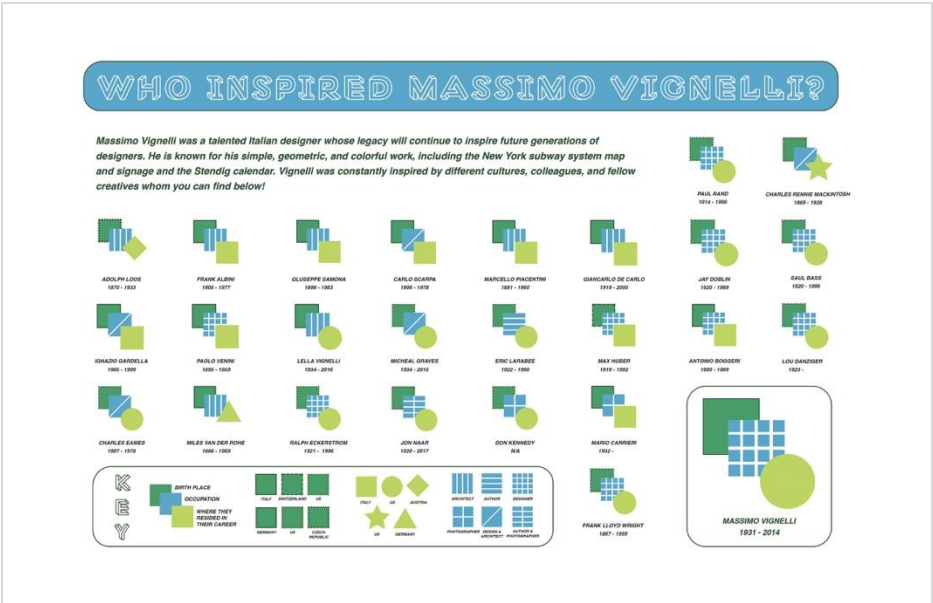 WHO INSPIRED MASSIMO VIGNELLI?
Massimo Vignelli was a talented Italian designer whose legacy will continue to inspire future generations of
designers. He is known for his simple, geometric, and colorful work, including the New York subway system map
and signage and the Stendig calendar. Vignelli was constantly inspired by different cultures, colleagues, and fellow
creatives whom you can find below!
PAUL RAND
1914 - 1996
CHARLES RENNIE MACKINTOSH
1868 - 1928
ADOLPH LOOS
1870 - 1933
FRANK ALBINI
1905 - 1977
GLUSEPPE SAMONA
1898 - 1983
CARLO SCARPA
1906 - 1978
MARCELLO PIACENTINI
1881 - 1960
GIANCARLO DE CARLO
1919 - 2005
JAY DOBLIN
1920 - 1989
SAUL BASS
1920 - 1996
IGNAZIO GARDELLA
1905 - 1999
PAOLO VENINI
1895 - 1959
LELLA VIGNELLI
1934 - 2016
MICHEAL GRAVES
1934 - 2015
ERIC LARABEE
1922 - 1990
MAX HUBER
1919 - 1992
ANTONIO BOGGERI
1900 - 1989
LOU DANZIGER
1923 -
CHARLES EAMES
1907 - 1978
MILES VAN DER ROHE
1886 - 1969
RALPH ECKERSTROM
1921 - 1996
JON NAAR
1920 - 2017
DON KENNEDY
N/A
MARIO CARRIERI
1932 -
FRANK LLOYD WRIGHT
1867 - 1959
MASSIMO VIGNELLI
1931 - 2014
KEY
BIRTH PLACE
OCCUPATION
WHERE THEY
RESIDED IN
THEIR CAREER
ITALY
SWITZERLAND
US
GERMANY
UK
CZECH
REPUBLIC
ITALY
US
AUSTRIA
UK
GERMANY
ARCHITECT
AUTHOR
DESIGNER
PHOTOGRAPHER
DESIGN &
ARCHITECT
AUTHOR &
PHOTOGRAPHER